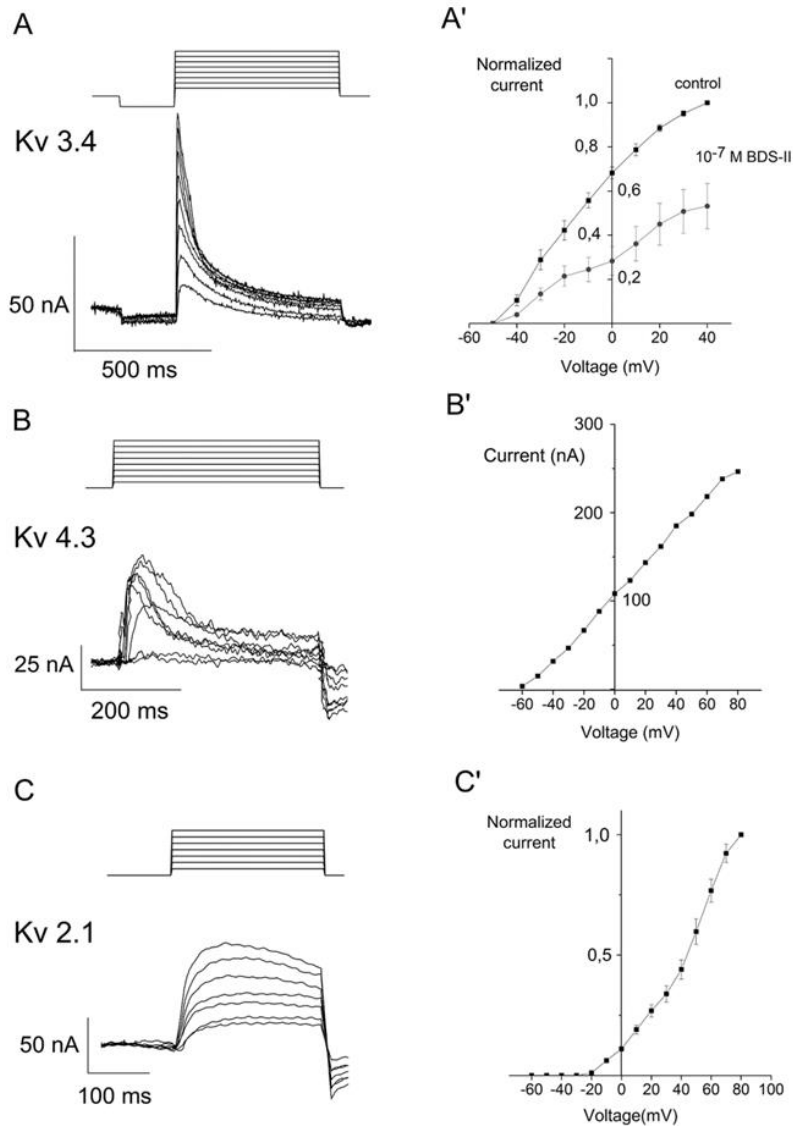 A
Kv 3.4
50 nA
500 ms
A'
Normalized
current
control
10⁻⁷ M BDS-II
1,0
0,8
0,6
0,4
0,2
-60 -40 -20 0 20 40
Voltage (mV)
B
Kv 4.3
25 nA
200 ms
B'
300
Current (nA)
200
100
-60 -40 -20 0 20 40 60 80
Voltage (mV)
C
Kv 2.1
50 nA
100 ms
C'
Normalized
current
1,0
0,5
-60 -40 -20 0 20 40 60 80 100
Voltage(mV)